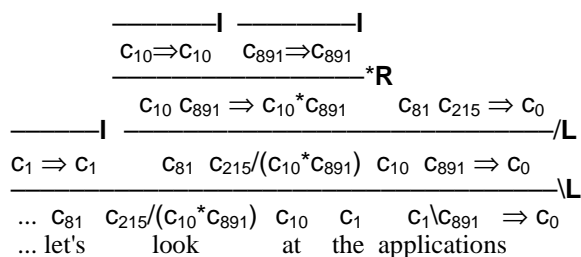 I I
c10⇒c10 c891⇒c891
*R
c10 c891 ⇒ c10*c891 c81 c215 ⇒ c0
I /L
c1 ⇒ c1 c81 c215/(c10*c891) c10 c891 ⇒ c0
\L
... c81 c215/(c10*c891) c10 c1 c1\c891 ⇒ c0
... let's look at the applications